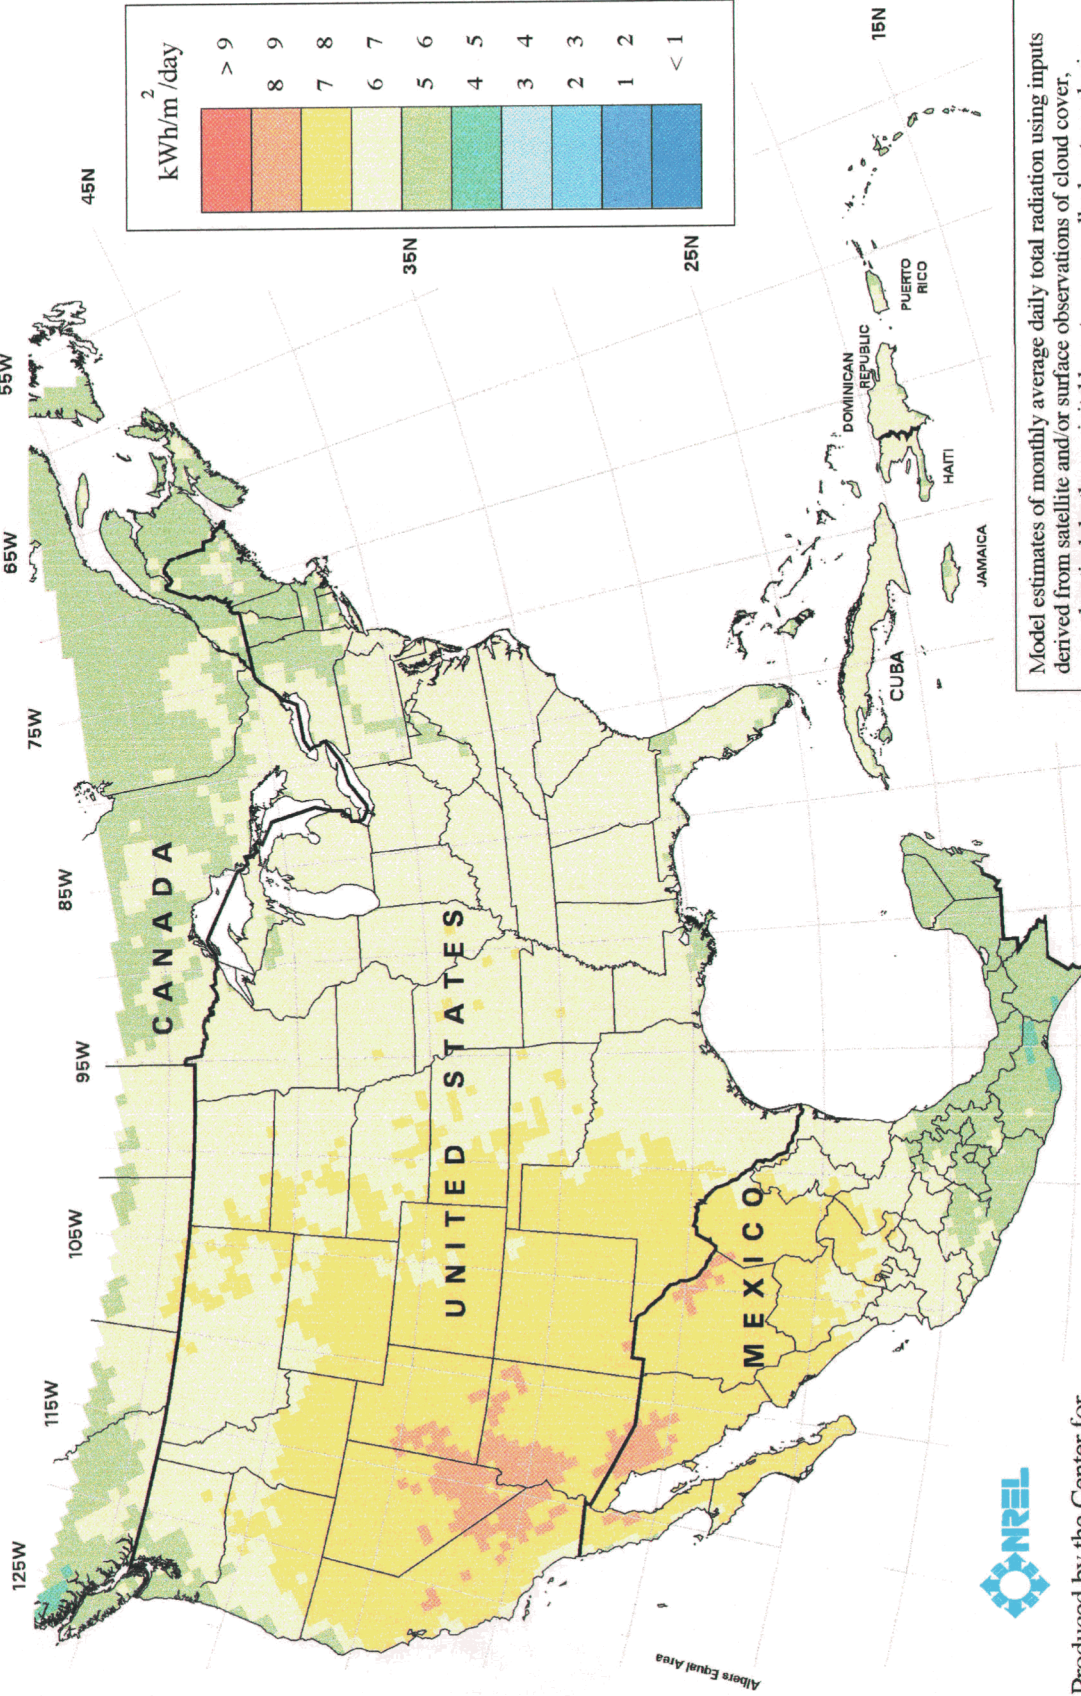 125W
115W
105W
95W
85W
75W
65W
55W
45N
35N
25N
15N
CANADA
UNITED STATES
MEXICO
CUBA
JAMAICA
HAITI
DOMINICAN
REPUBLIC
PUERTO
RICO
kWh/m2/day
> 9
8 9
7 8
6 7
5 6
4 5
3 4
2 3
1 2
< 1
Albers Equal Area
NREL
Produced by the Center for
Model estimates of monthly average daily total radiation using inputs
derived from satellite and/or surface observations of cloud cover,